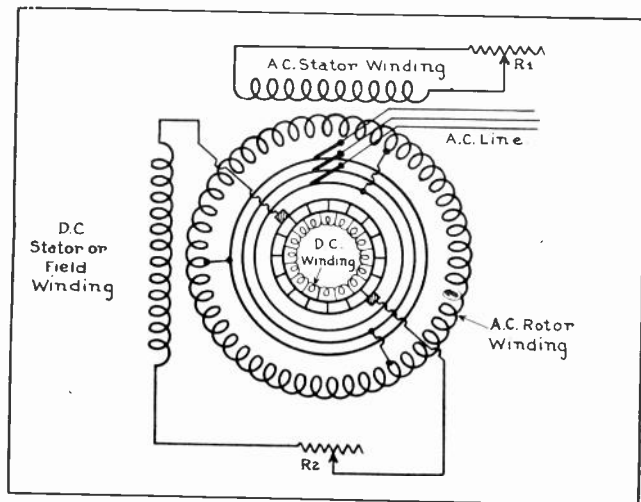 A.C. Stator Winding
R1
A.C. Line
D.C
Stator or
Field
Winding
D.C.
Winding
A.C. Rotor
Winding
R2